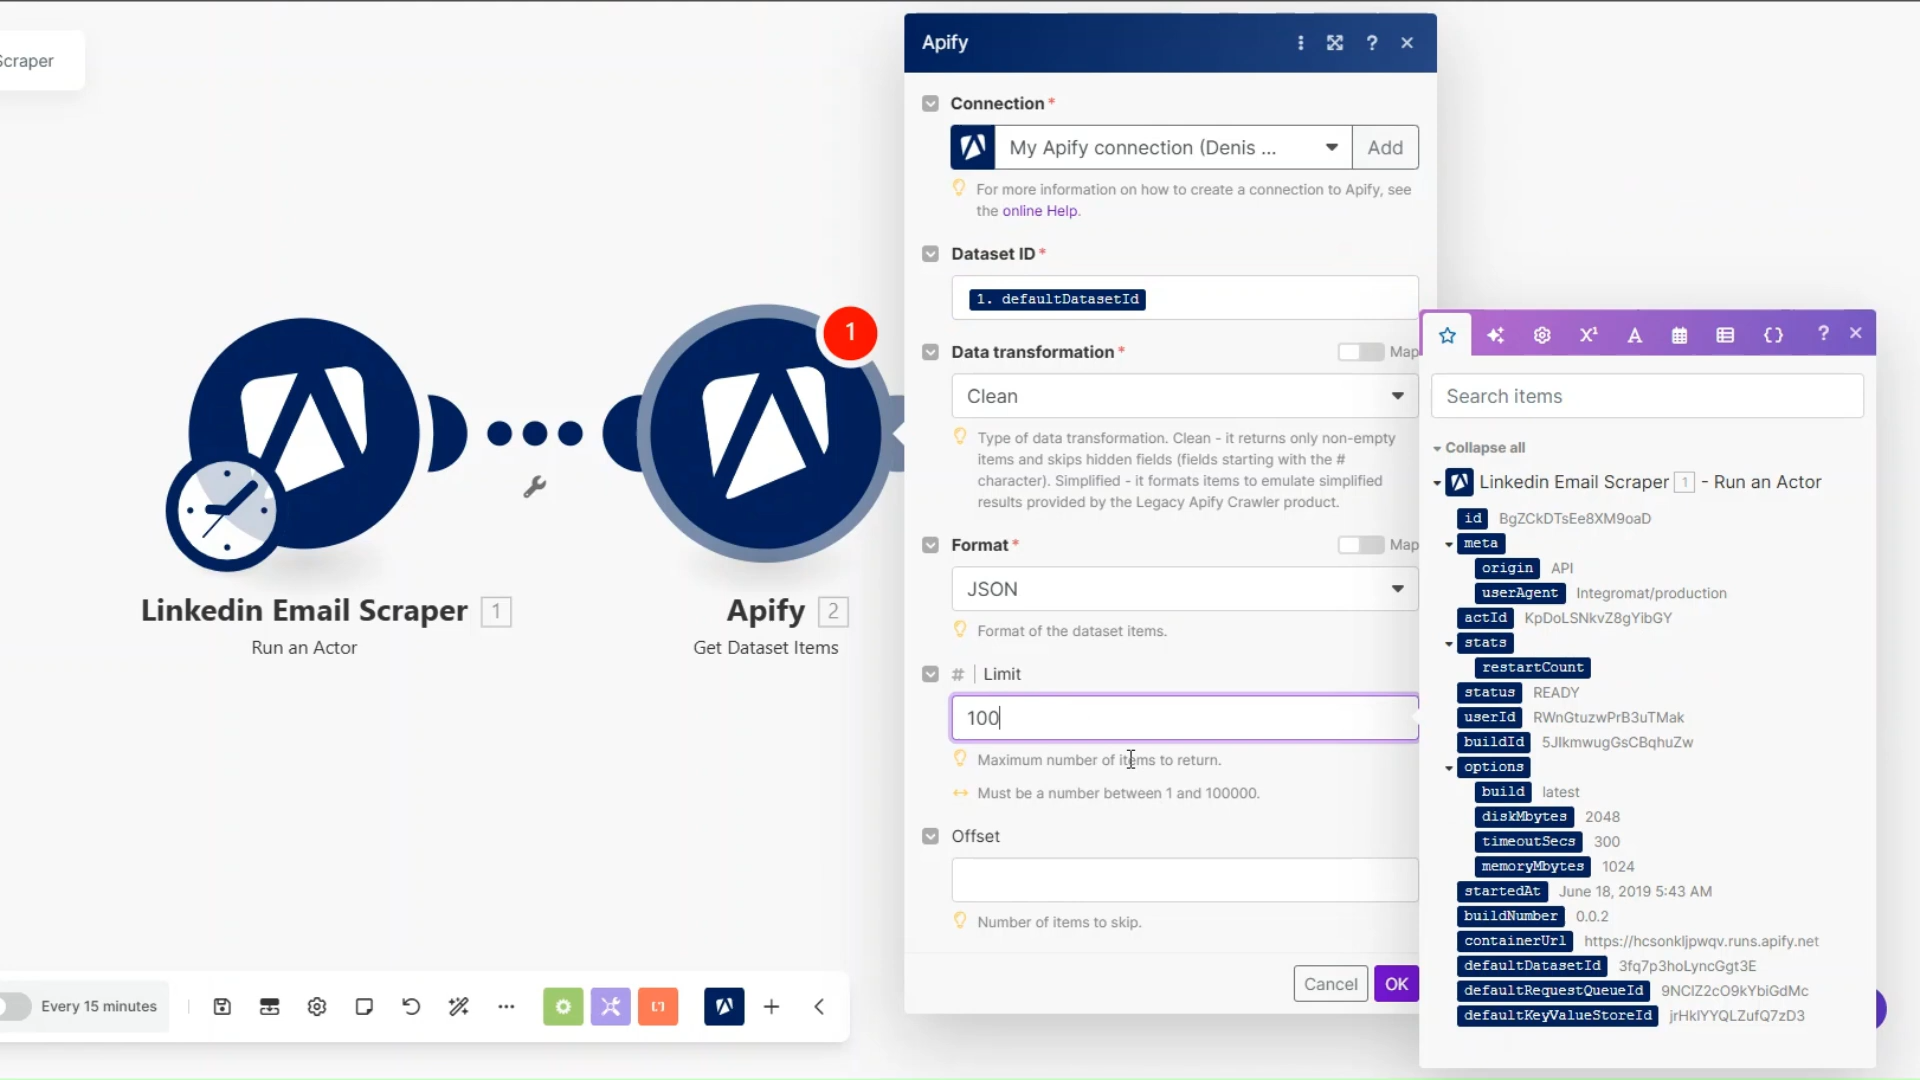 Scraper
Linkedin Email Scraper 1
Run an Actor
1
Apify 2
Get Dataset Items
Every 15 minutes
Apify
?
Connection *
My Apify connection (Denis ...
Add
For more information on how to create a connection to Apify, see
the online Help.
Dataset ID *
1. defaultDatasetId
Data transformation *
Map
Clean
Type of data transformation. Clean - it returns only non-empty
items and skips hidden fields (fields starting with the #
character). Simplified - it formats items to emulate simplified
results provided by the Legacy Apify Crawler product.
Format *
Map
JSON
Format of the dataset items.
# | Limit
100
Maximum number of items to return.
Must be a number between 1 and 100000.
Offset
Number of items to skip.
Cancel
OK
X¹
A
{}
?
Search items
Collapse all
Linkedin Email Scraper 1 - Run an Actor
id BgZCkDTsEe8XM9oaD
meta
origin API
userAgent Integromat/production
actId KpDoLSNkvZ8gYibGY
stats
restartCount
status READY
userId RWnGtuzwPrB3uTMak
buildId 5JIkmwugGsCBqhuZw
options
build latest
diskMbytes 2048
timeoutSecs 300
memoryMbytes 1024
startedAt June 18, 2019 5:43 AM
buildNumber 0.0.2
containerUrl https://hcsonkljpwqv.runs.apify.net
defaultDatasetId 3fq7p3hoLyncGgt3E
defaultRequestQueueId 9NCIZ2cO9kYbiGdMc
defaultKeyValueStoreId jrHklYYQLZufQ7zD3